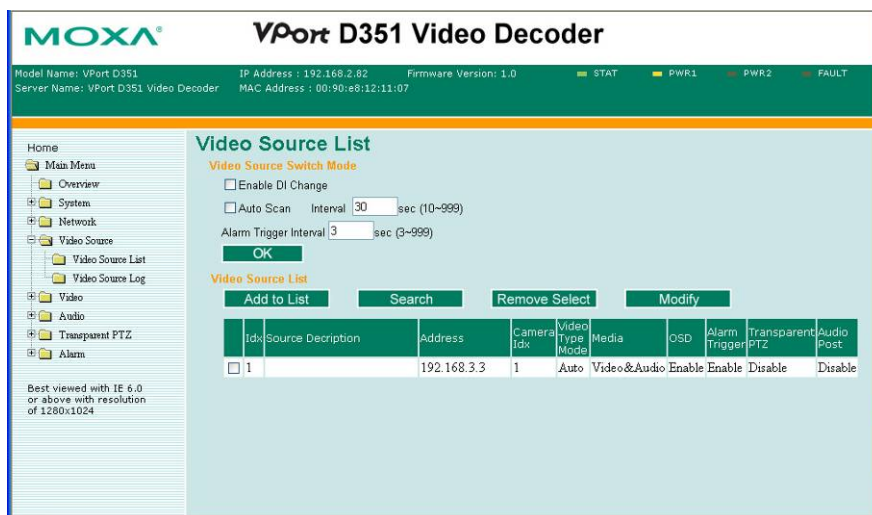 MOXA®
VPort D351 Video Decoder
Model Name: VPort D351
Server Name: VPort D351 Video Decoder
IP Address : 192.168.2.82
MAC Address : 00:90:e8:12:11:07
Firmware Version: 1.0
STAT
PWR1
PWR2
FAULT
Home
Main Menu
Overview
System
Network
Video Source
Video Source List
Video Source Log
Video
Audio
Transparent PTZ
Alarm
Best viewed with IE 6.0
or above with resolution
of 1280x1024
Video Source List
Video Source Switch Mode
Enable DI Change
Auto Scan Interval 30 sec (10~999)
Alarm Trigger Interval 3 sec (3~999)
OK
Video Source List
Add to List Search Remove Select Modify
Idx Source Decription Address Camera Idx Video Type Mode Media OSD Alarm Trigger Transparent PTZ Audio Post
1 192.168.3.3 1 Auto Video&Audio Enable Enable Disable Disable